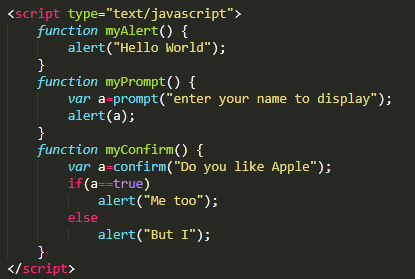 <script type="text/javascript">
function myAlert() {
alert("Hello World");
}
function myPrompt() {
var a=prompt("enter your name to display");
alert(a);
}
function myConfirm() {
var a=confirm("Do you like Apple");
if(a==true)
alert("Me too");
else
alert("But I");
}
</script>